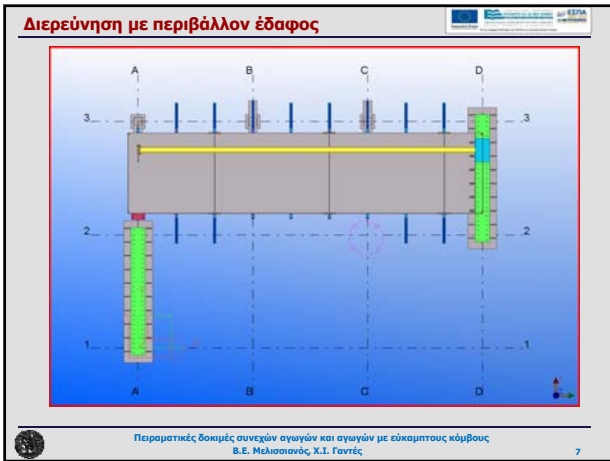 Διερεύνηση με περιβάλλον έδαφος
ΕΣΠΑ
A B C D
3 3
2 2
1 1
A B C D
Πειραματικές δοκιμές συνεχών αγωγών και αγωγών με εύκαμπτους κόμβους
Β.Ε. Μελισσιανός, Χ.Ι. Γαντές
7